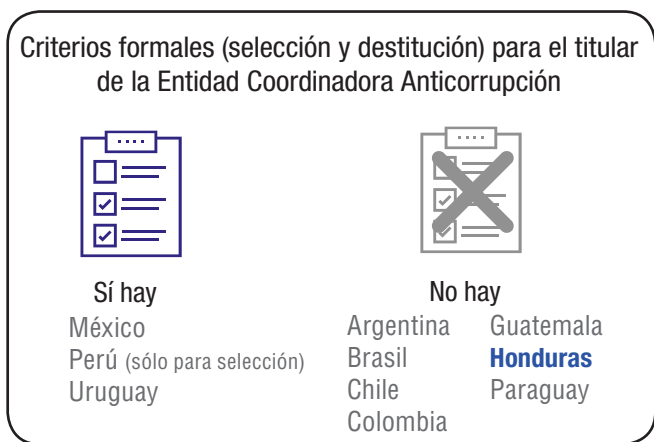 Criterios formales (selección y destitución) para el titular
de la Entidad Coordinadora Anticorrupción
Sí hay
México
Perú (sólo para selección)
Uruguay
No hay
Argentina
Brasil
Chile
Colombia
Guatemala
Honduras
Paraguay